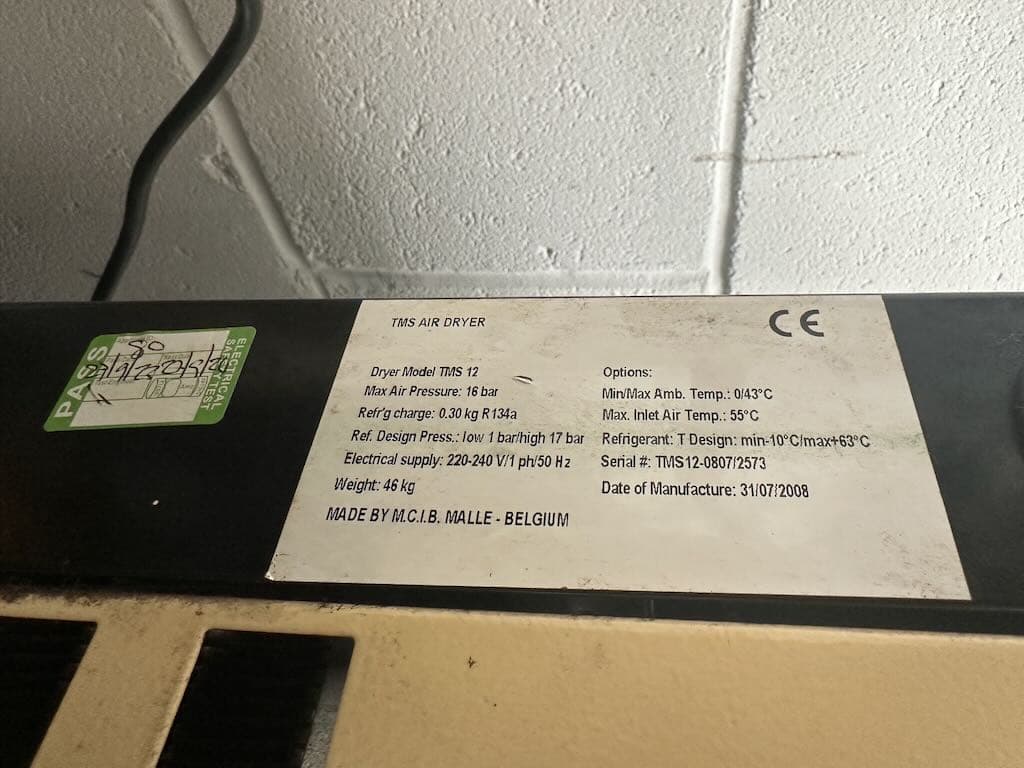 TMS AIR DRYER
CE
Dryer Model TMS 12
Max Air Pressure: 16 bar
Refr'g charge: 0.30 kg R134a
Ref. Design Press.: low 1 bar/high 17 bar
Electrical supply: 220-240 V/1 ph/50 Hz
Weight: 46 kg
MADE BY M.C.I.B. MALLE - BELGIUM
Options:
Min/Max Amb. Temp.: 0/43°C
Max. Inlet Air Temp.: 55°C
Refrigerant: T Design: min-10°C/max+63°C
Serial #: TMS12-0807/2573
Date of Manufacture: 31/07/2008
PASS
ELECTRICAL
SAFETY TEST